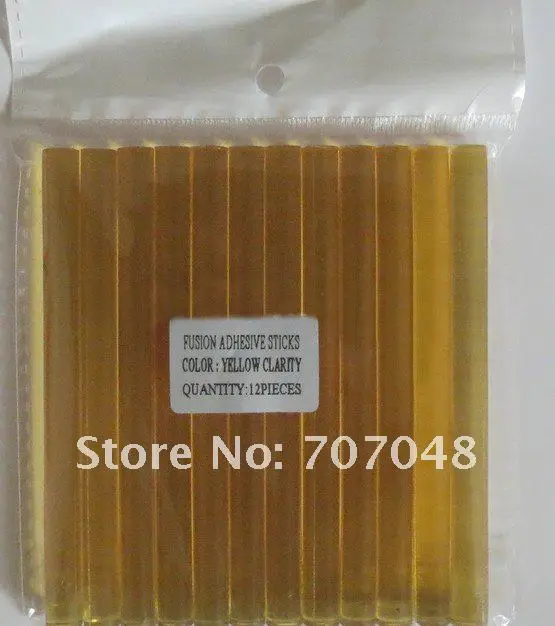 FUSION ADHESIVE STICKS
COLOR : YELLOW CLARITY
QUANTITY:12PIECES
Store No: 707048